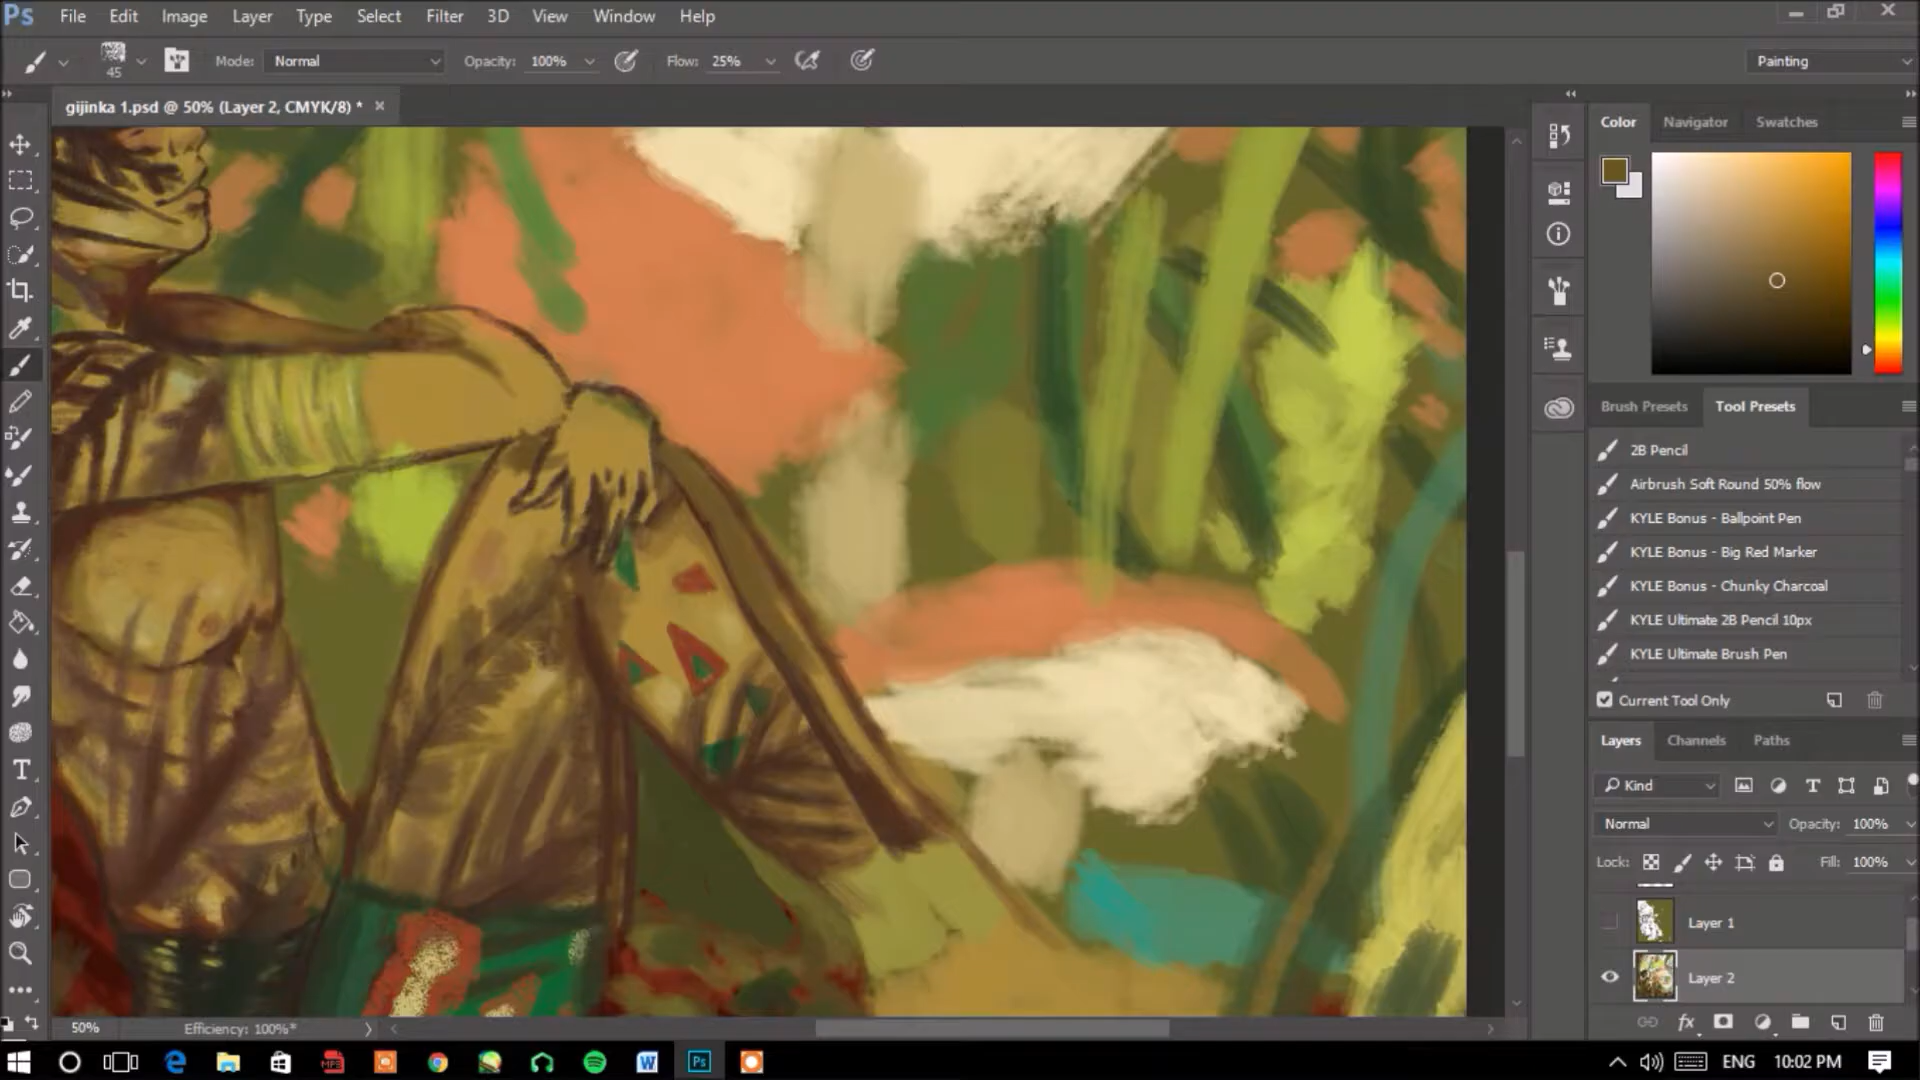 Ps File Edit Image Layer Type Select Filter 3D View Window Help
45 Mode: Normal Opacity: 100% Flow: 25% Painting
gijinka 1.psd @ 50% (Layer 2, CMYK/8) *
Color Navigator Swatches
Brush Presets Tool Presets
2B Pencil
Airbrush Soft Round 50% flow
KYLE Bonus - Ballpoint Pen
KYLE Bonus - Big Red Marker
KYLE Bonus - Chunky Charcoal
KYLE Ultimate 2B Pencil 10px
KYLE Ultimate Brush Pen
Current Tool Only
Layers Channels Paths
Kind
Normal Opacity: 100%
Lock: Fill: 100%
Layer 1
Layer 2
fx
50% Efficiency: 100%*
MP3 W Ps ENG 10:02 PM